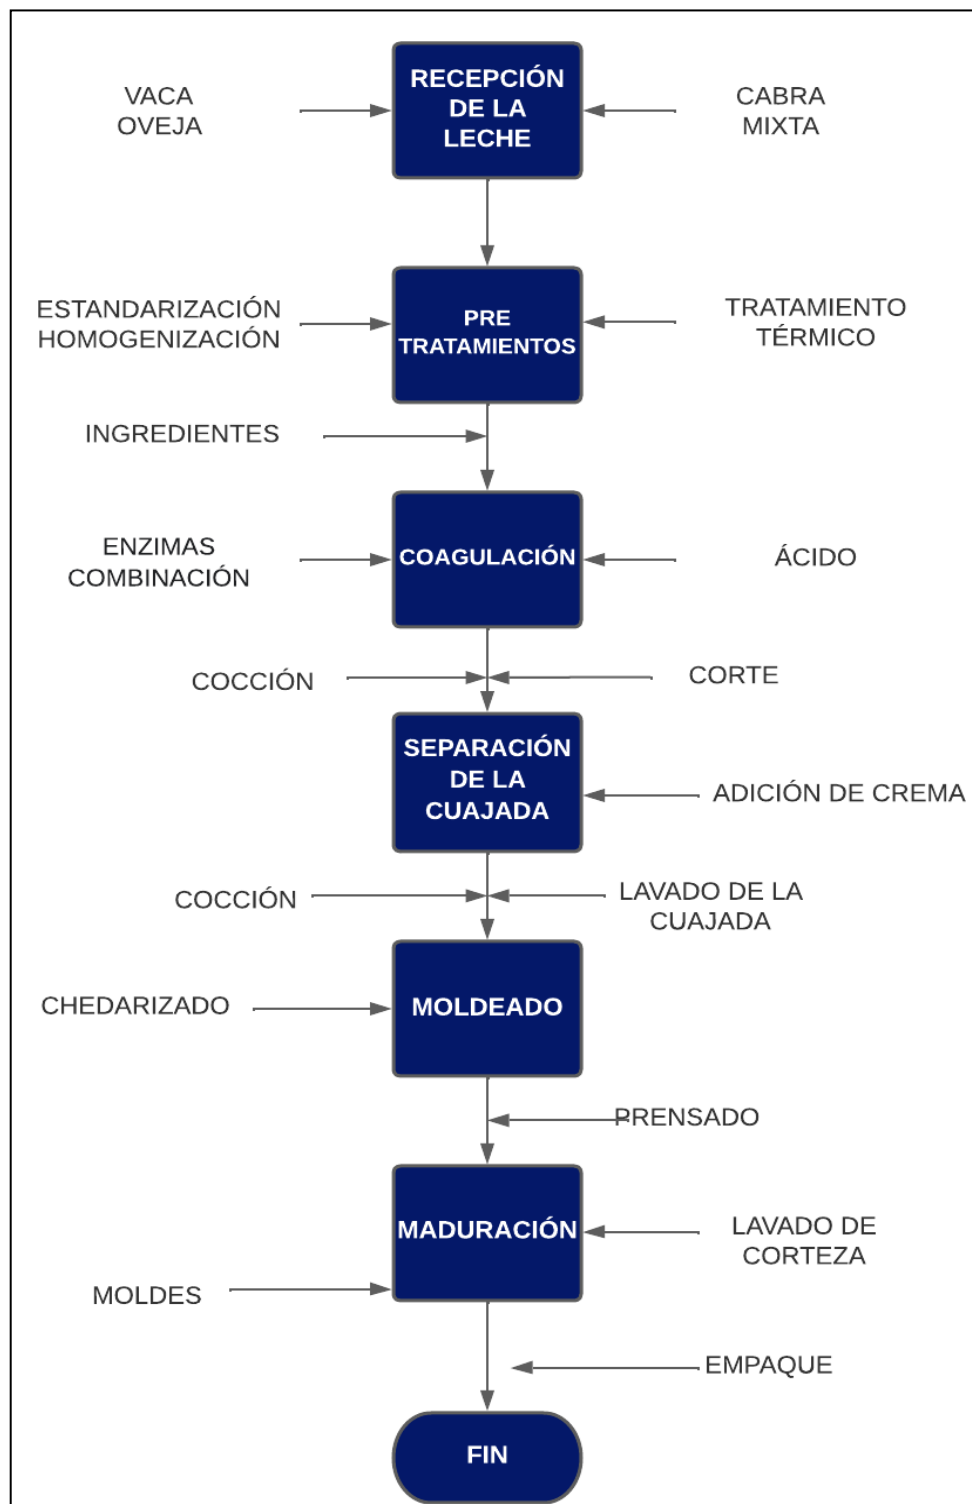 VACA
OVEJA
RECEPCIÓN
DE LA
LECHE
CABRA
MIXTA
ESTANDARIZACIÓN
HOMOGENIZACIÓN
PRE
TRATAMIENTOS
TRATAMIENTO
TÉRMICO
INGREDIENTES
ENZIMAS
COMBINACIÓN
COAGULACIÓN
ÁCIDO
COCCIÓN
CORTE
SEPARACIÓN
DE LA
CUAJADA
ADICIÓN DE CREMA
COCCIÓN
LAVADO DE LA
CUAJADA
CHEDARIZADO
MOLDEADO
PRENSADO
MADURACIÓN
LAVADO DE
CORTEZA
MOLDES
EMPAQUE
FIN